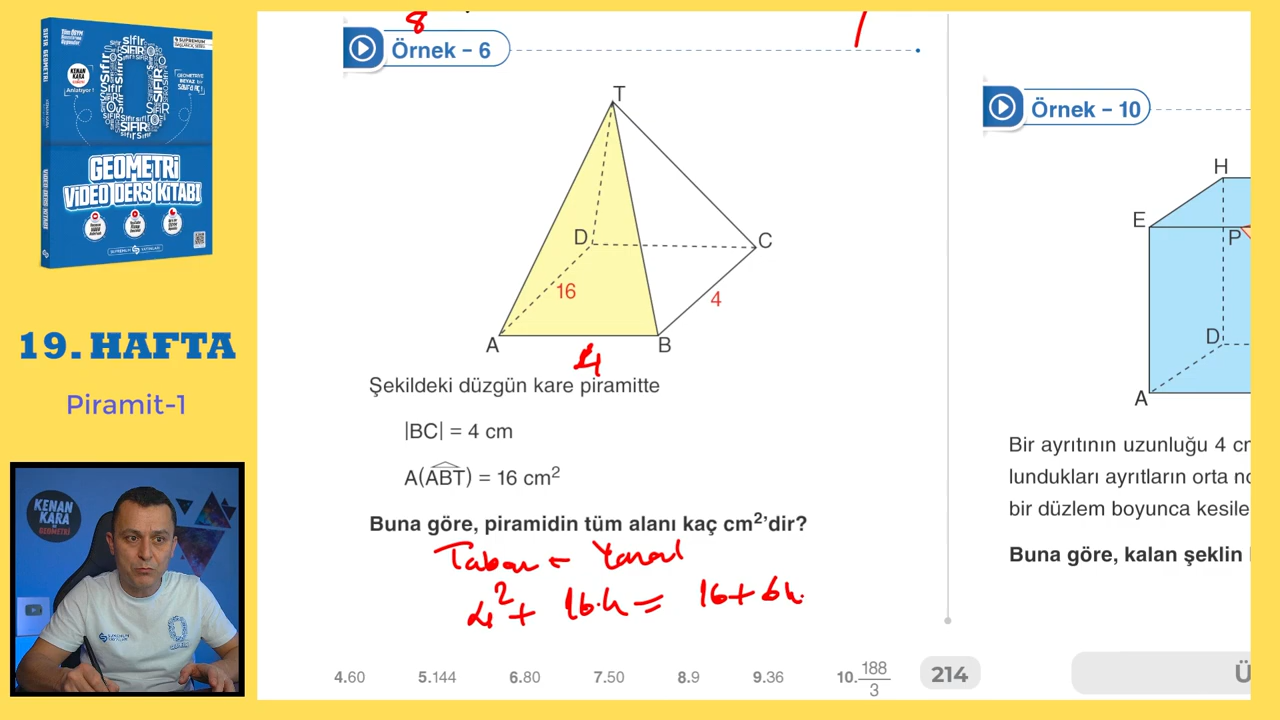 GEOMETRİ
VİDEO DERS KİTABI
19. HAFTA
Piramit-1
KENAN
KARA
GEOMETRİ
8
Örnek - 6
T
D
C
16
4
A
B
4
Şekildeki düzgün kare piramitte
|BC| = 4 cm
A(ABT) = 16 cm²
Buna göre, piramidin tüm alanı kaç cm²'dir?
Taban + Yanal
4² + 16.4 = 16 + 64
4.60 5.144 6.80 7.50 8.9 9.36 10. 188/3
214
Örnek - 10
H
E
P
D
A
Bir ayrıtının uzunluğu 4 cr
lundukları ayrıtların orta no
bir düzlem boyunca kesile
Buna göre, kalan şeklin
Ü